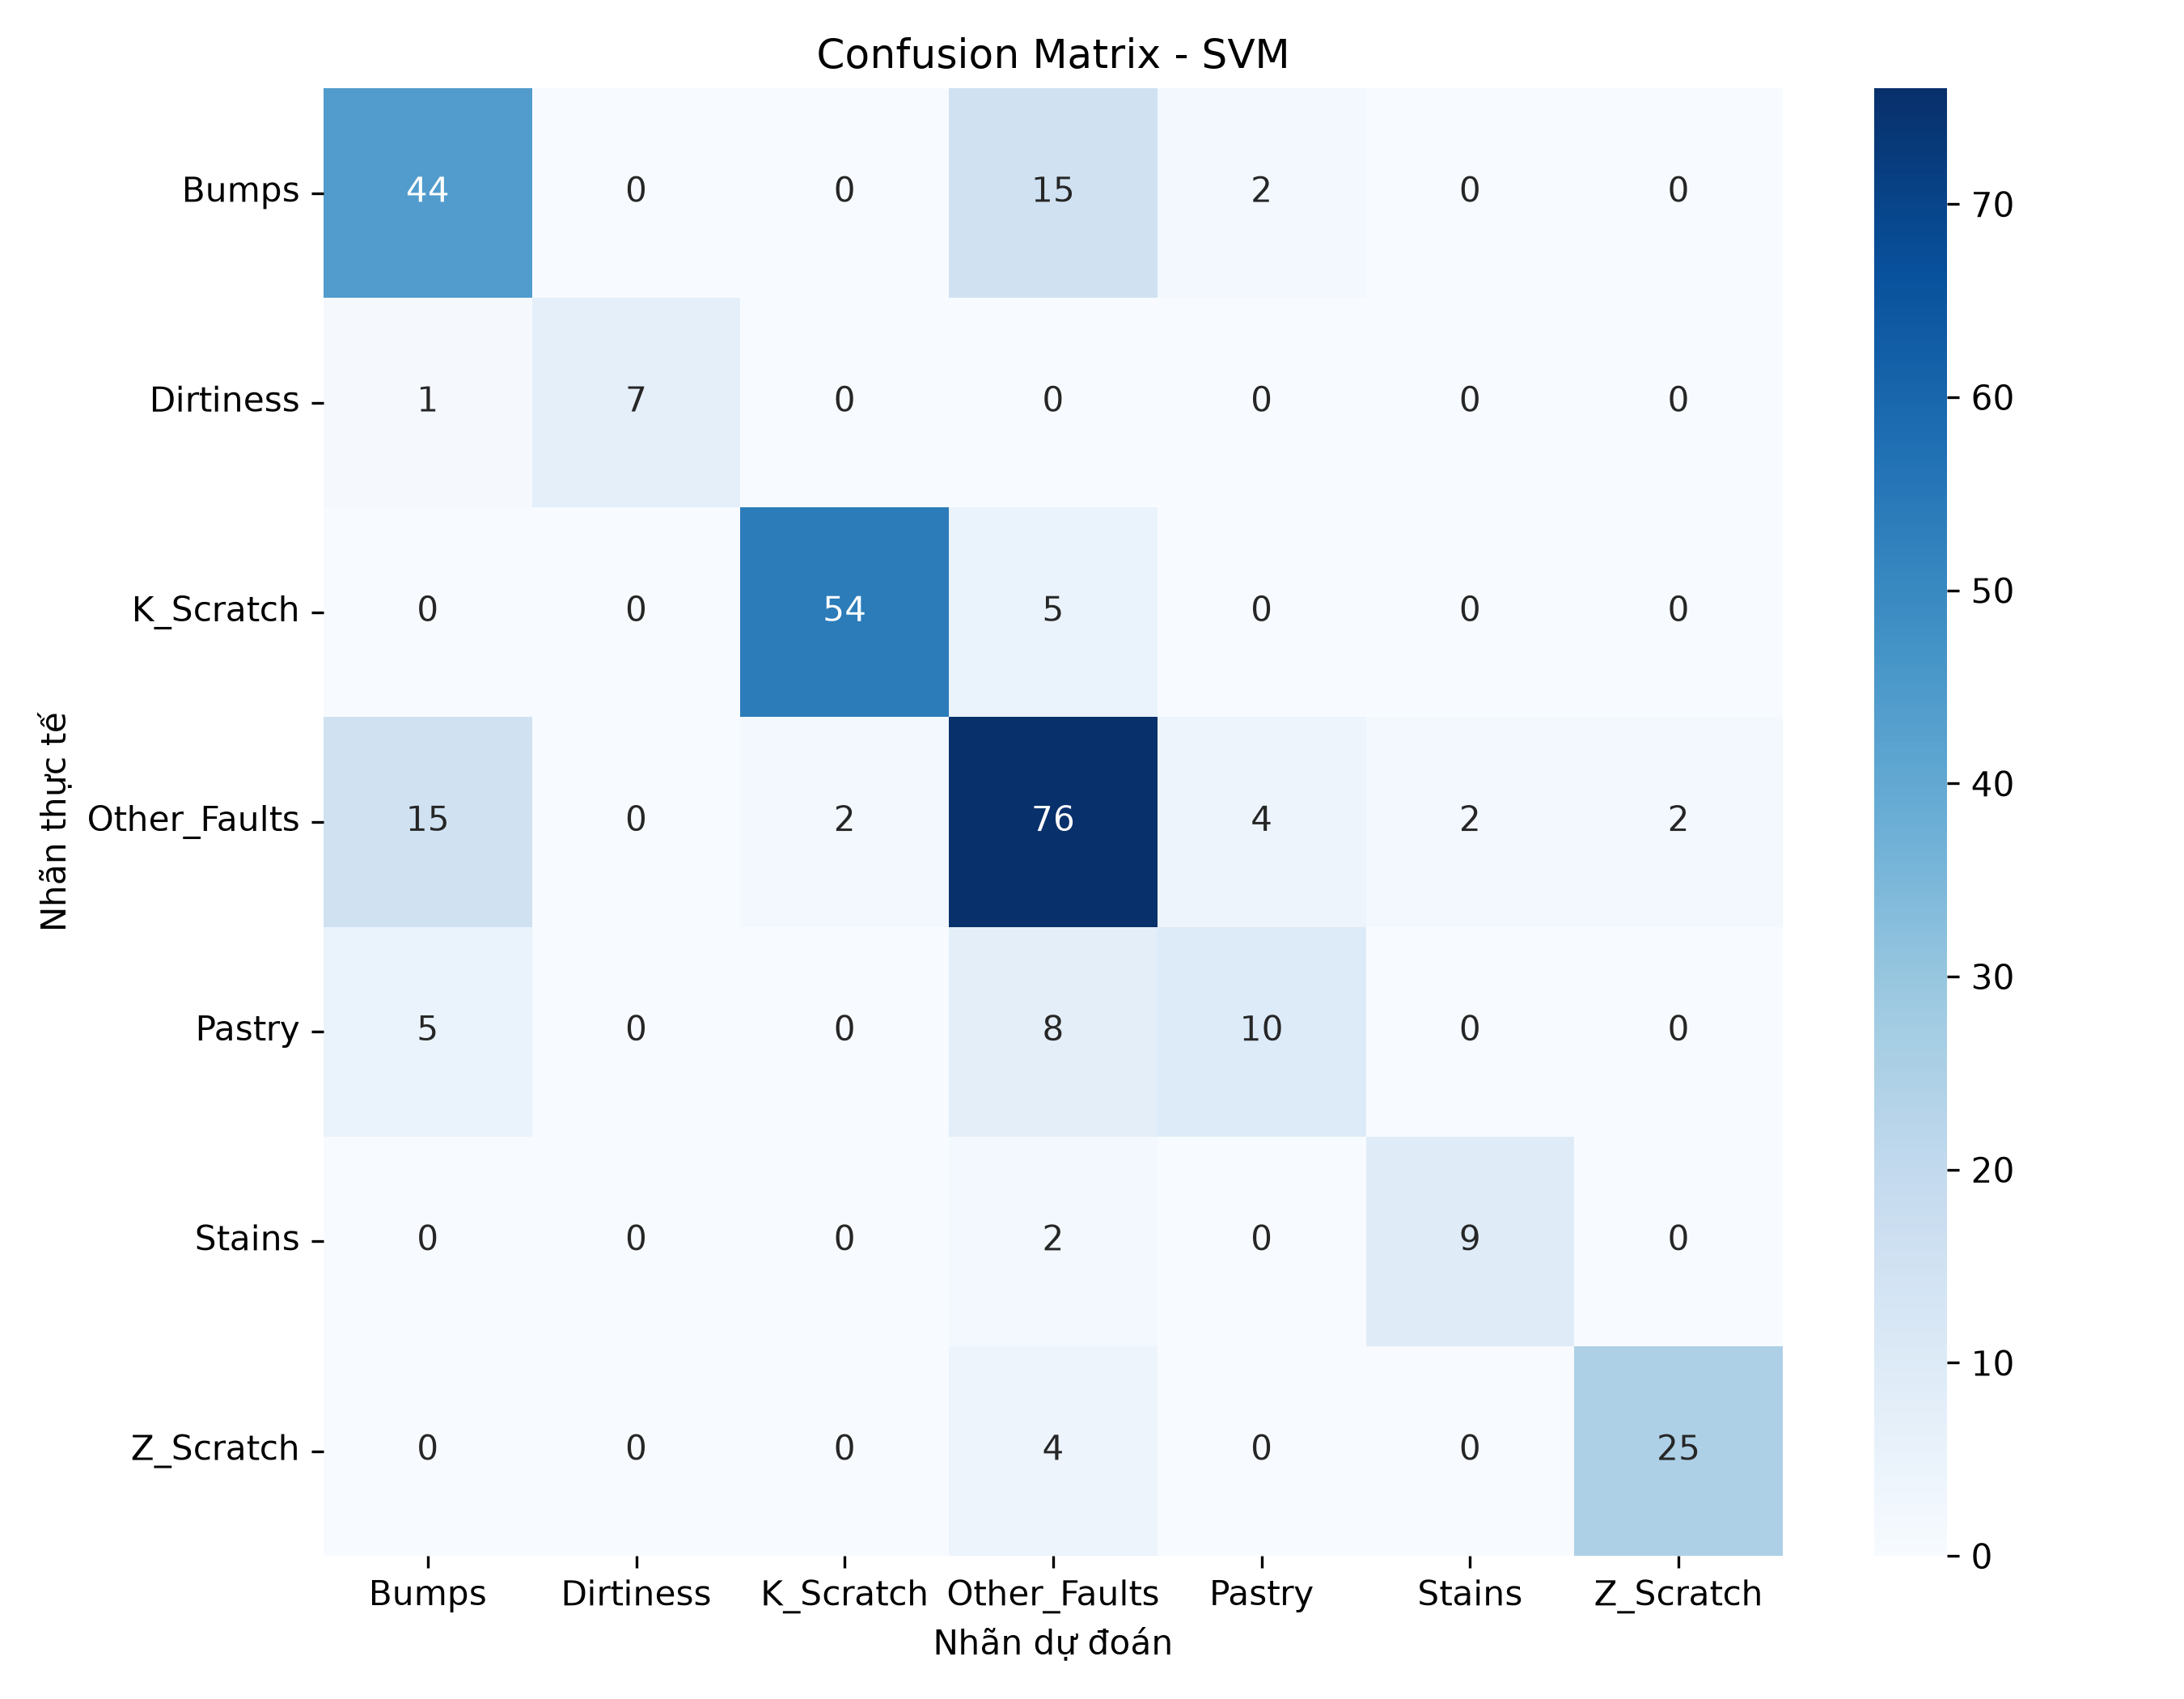 Confusion Matrix - SVM
Nhãn thực tế
Bumps 44 0 0 15 2 0 0
Dirtiness 1 7 0 0 0 0 0
K_Scratch 0 0 54 5 0 0 0
Other_Faults 15 0 2 76 4 2 2
Pastry 5 0 0 8 10 0 0
Stains 0 0 0 2 0 9 0
Z_Scratch 0 0 0 4 0 0 25
Bumps Dirtiness K_Scratch Other_Faults Pastry Stains Z_Scratch
Nhãn dự đoán
70
60
50
40
30
20
10
0